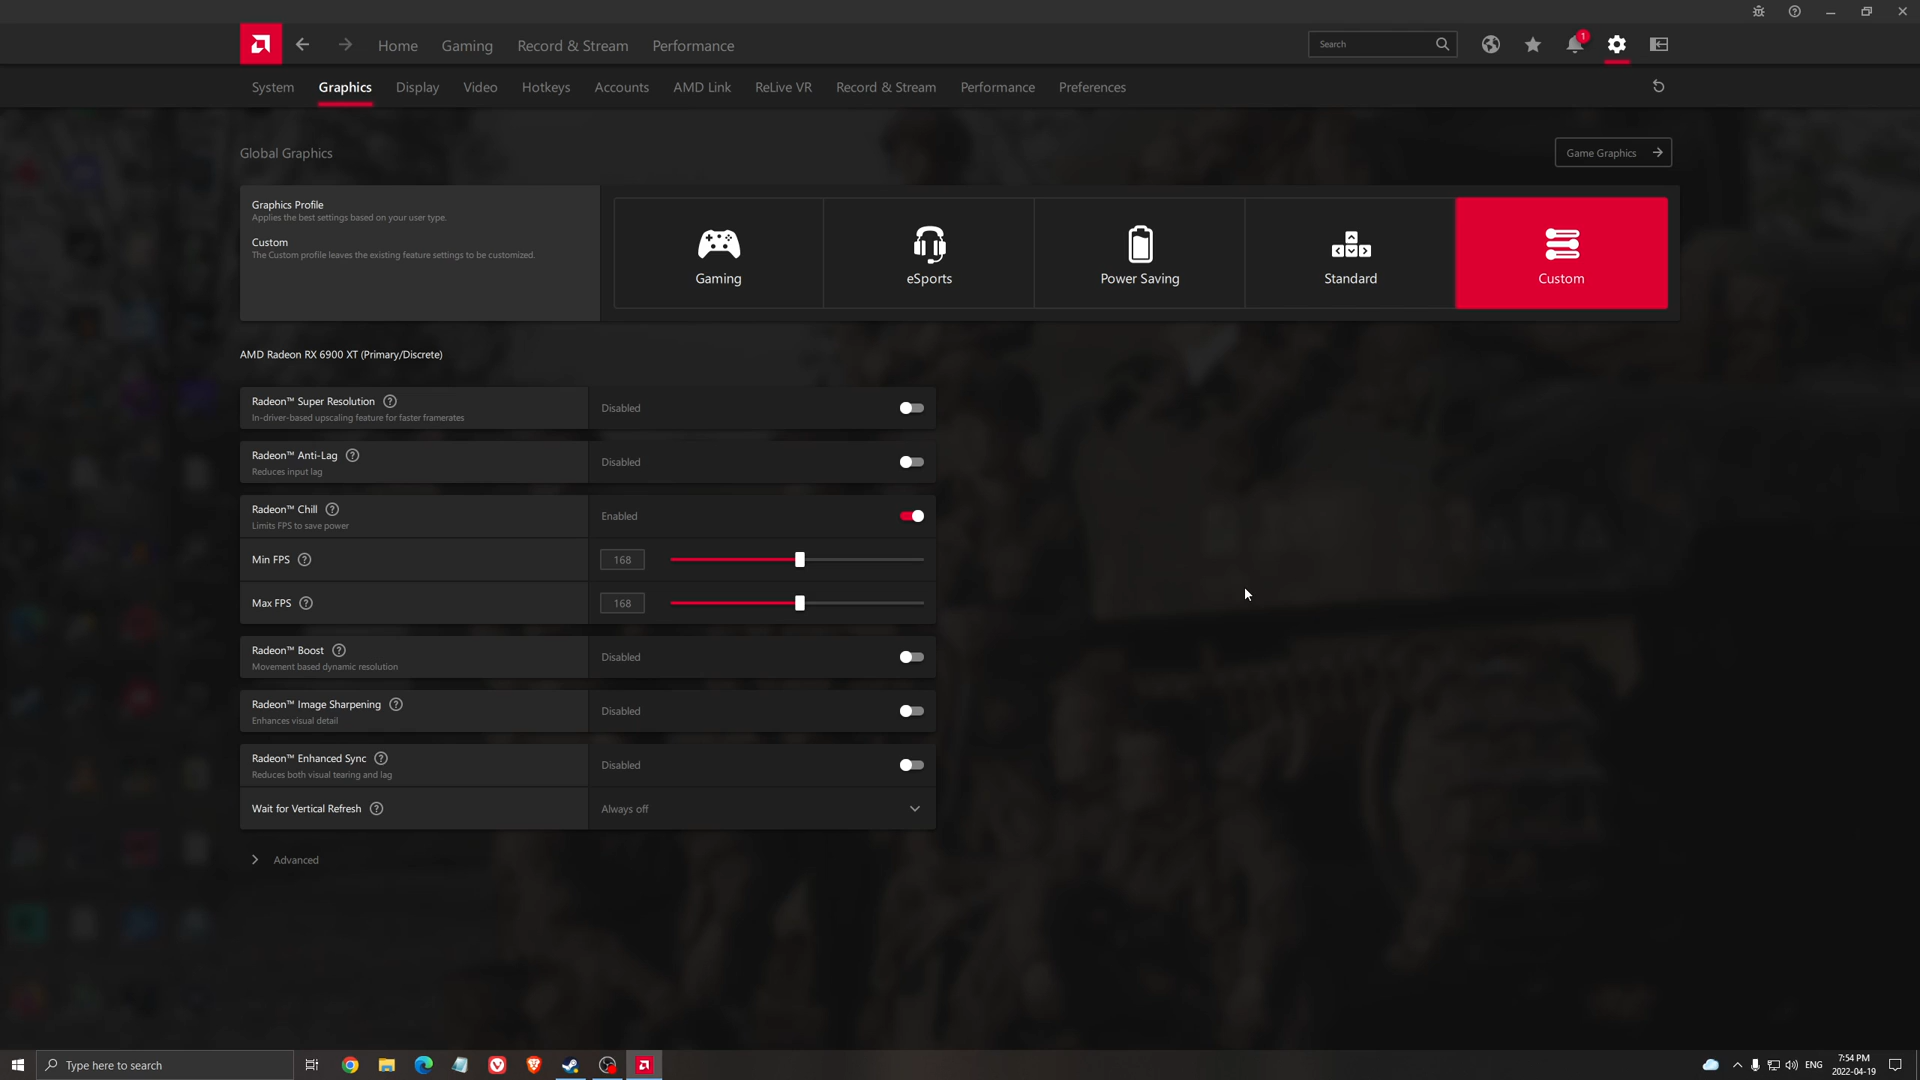 Home Gaming Record & Stream Performance Search 1
System Graphics Display Video Hotkeys Accounts AMD Link ReLive VR Record & Stream Performance Preferences
Global Graphics
Game Graphics
Graphics Profile
Applies the best settings based on your user type.
Custom
The Custom profile leaves the existing feature settings to be customized.
Gaming eSports Power Saving Standard Custom
AMD Radeon RX 6900 XT (Primary/Discrete)
Radeon™ Super Resolution Disabled
In-driver-based upscaling feature for faster framerates
Radeon™ Anti-Lag Disabled
Reduces input lag
Radeon™ Chill Enabled
Limits FPS to save power
Min FPS 168
Max FPS 168
Radeon™ Boost Disabled
Movement based dynamic resolution
Radeon™ Image Sharpening Disabled
Enhances visual detail
Radeon™ Enhanced Sync Disabled
Reduces both visual tearing and lag
Wait for Vertical Refresh Always off
Advanced
Type here to search ENG 7:54 PM
2022-04-19